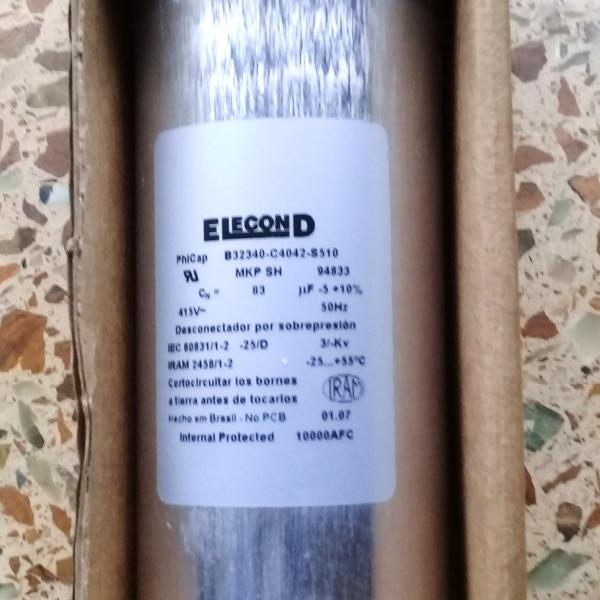 ELECOND
PhiCap B32340-C4042-S510
MKP SH 94833
CN = 83 µF -5 +10%
415V~ 50Hz
Desconectador por sobrepresión
IEC 60831/1-2 -25/D 3/-Kv
IRAM 2458/1-2 -25...+55°C
Cortocircuitar los bornes
a tierra antes de tocarlos
IRAM
Hecho em Brasil - No PCB 01.07
Internal Protected 10000AFC